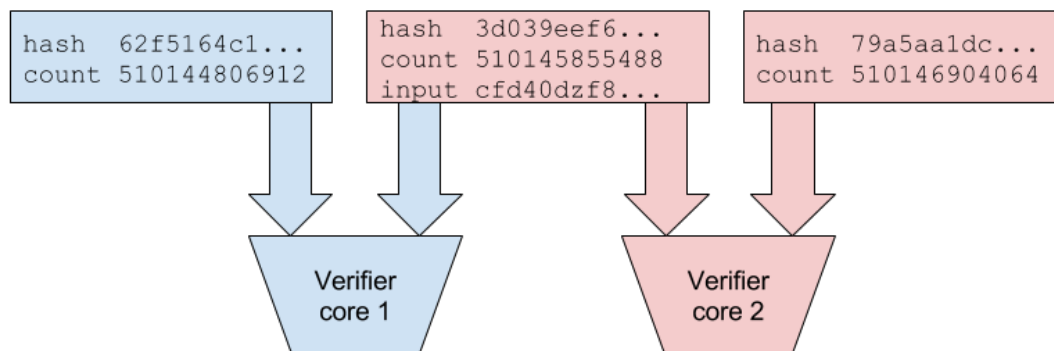 hash 62f5164c1...
count 510144806912
hash 3d039eef6...
count 510145855488
input cfd40dzf8...
hash 79a5aa1dc...
count 510146904064
Verifier
core 1
Verifier
core 2